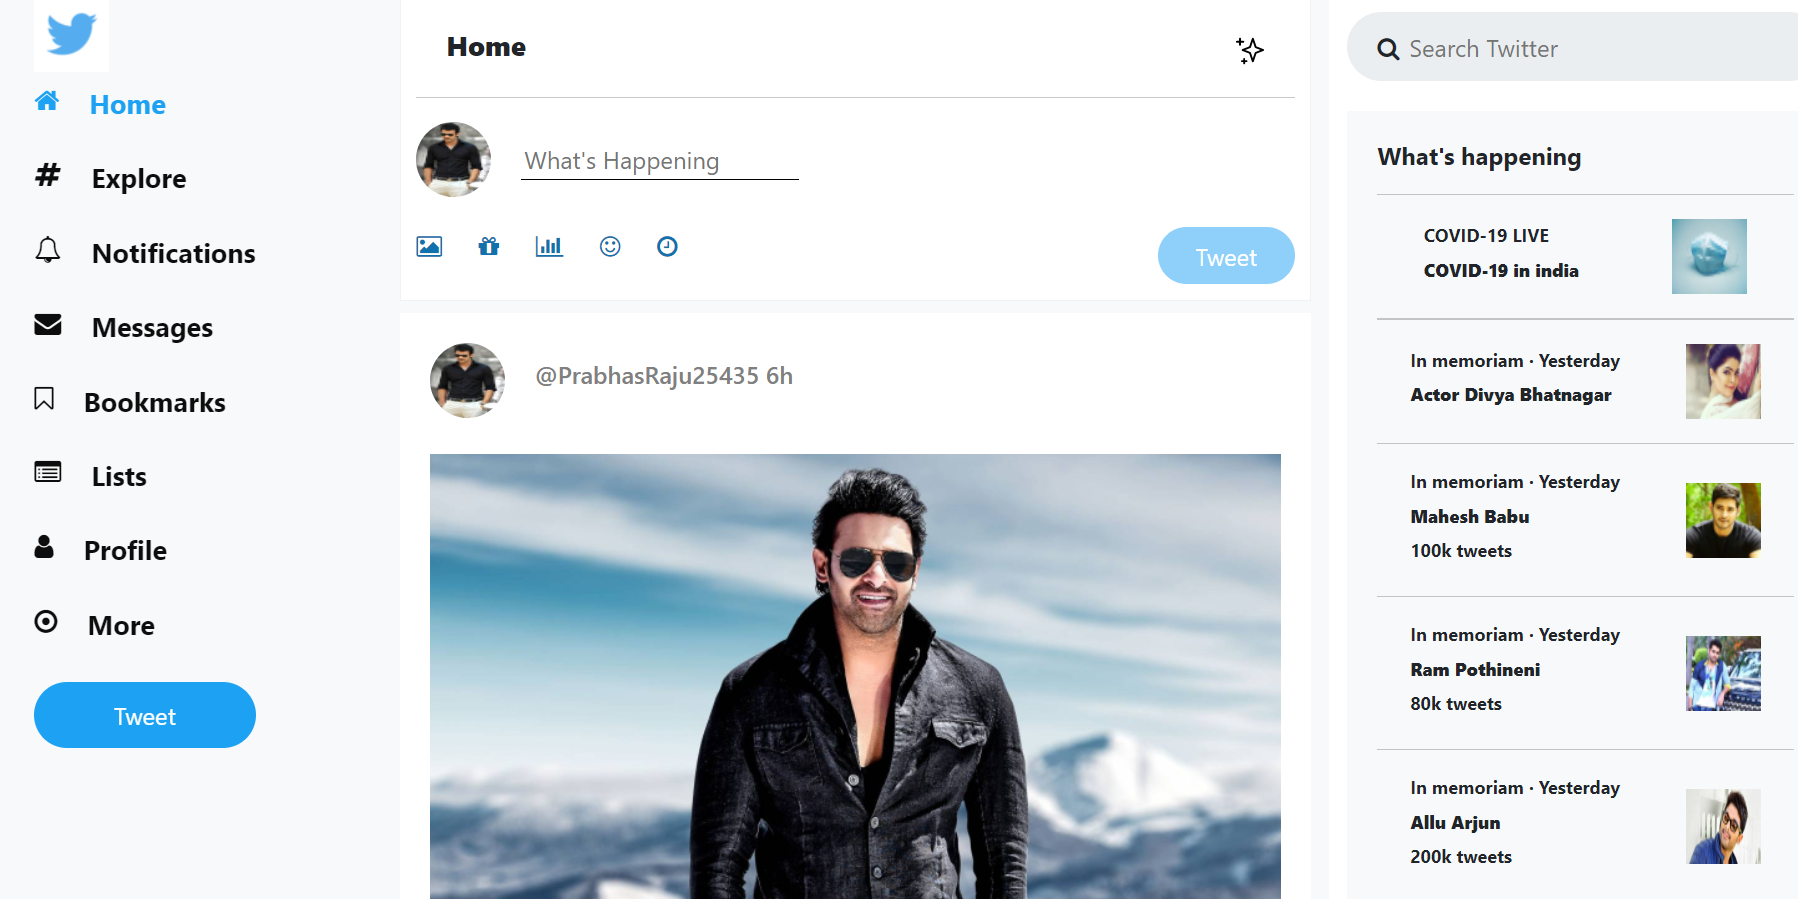 Home
Explore
Notifications
Messages
Bookmarks
Lists
Profile
More
Tweet
Home
What's Happening
Tweet
@PrabhasRaju25435 6h
Search Twitter
What's happening
COVID-19 LIVE
COVID-19 in india
In memoriam · Yesterday
Actor Divya Bhatnagar
In memoriam · Yesterday
Mahesh Babu
100k tweets
In memoriam · Yesterday
Ram Pothineni
80k tweets
In memoriam · Yesterday
Allu Arjun
200k tweets